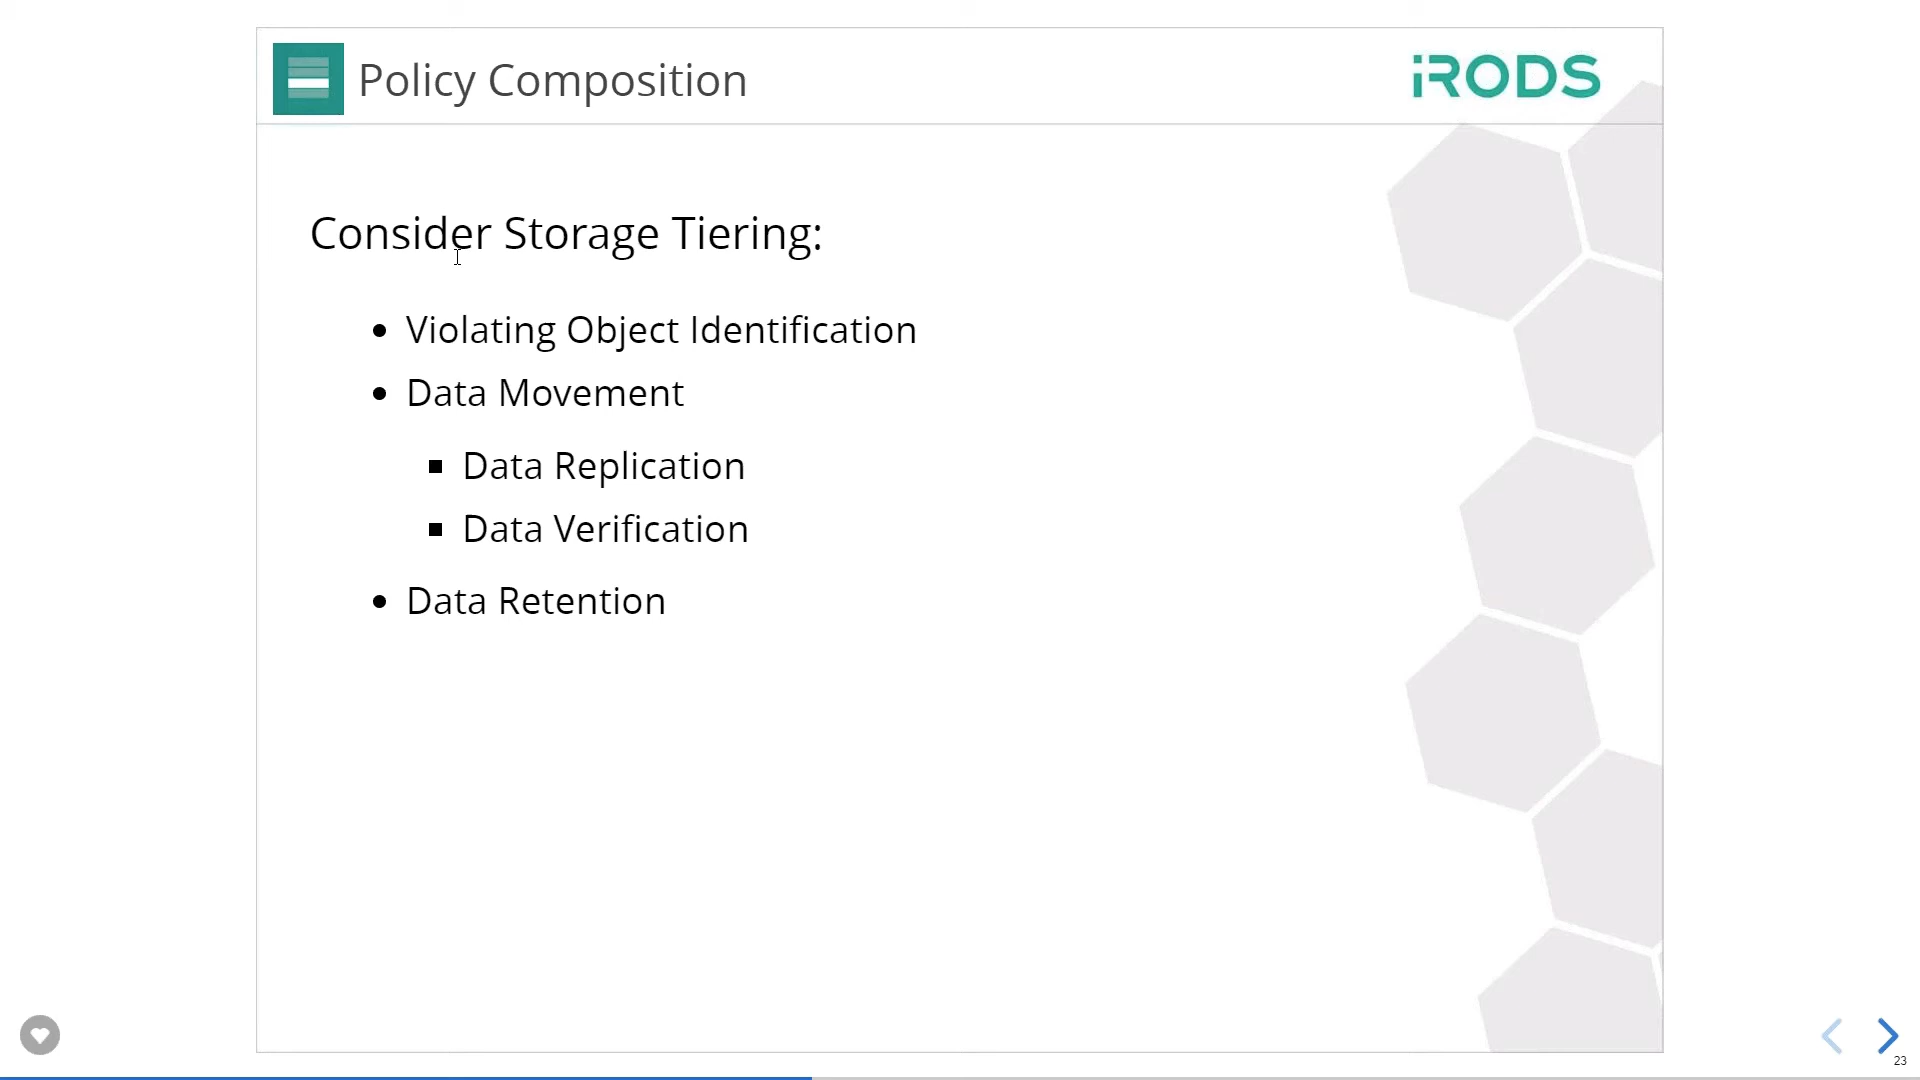 Policy Composition
iRODS
Consider Storage Tiering:
• Violating Object Identification
• Data Movement
▪ Data Replication
▪ Data Verification
• Data Retention
23